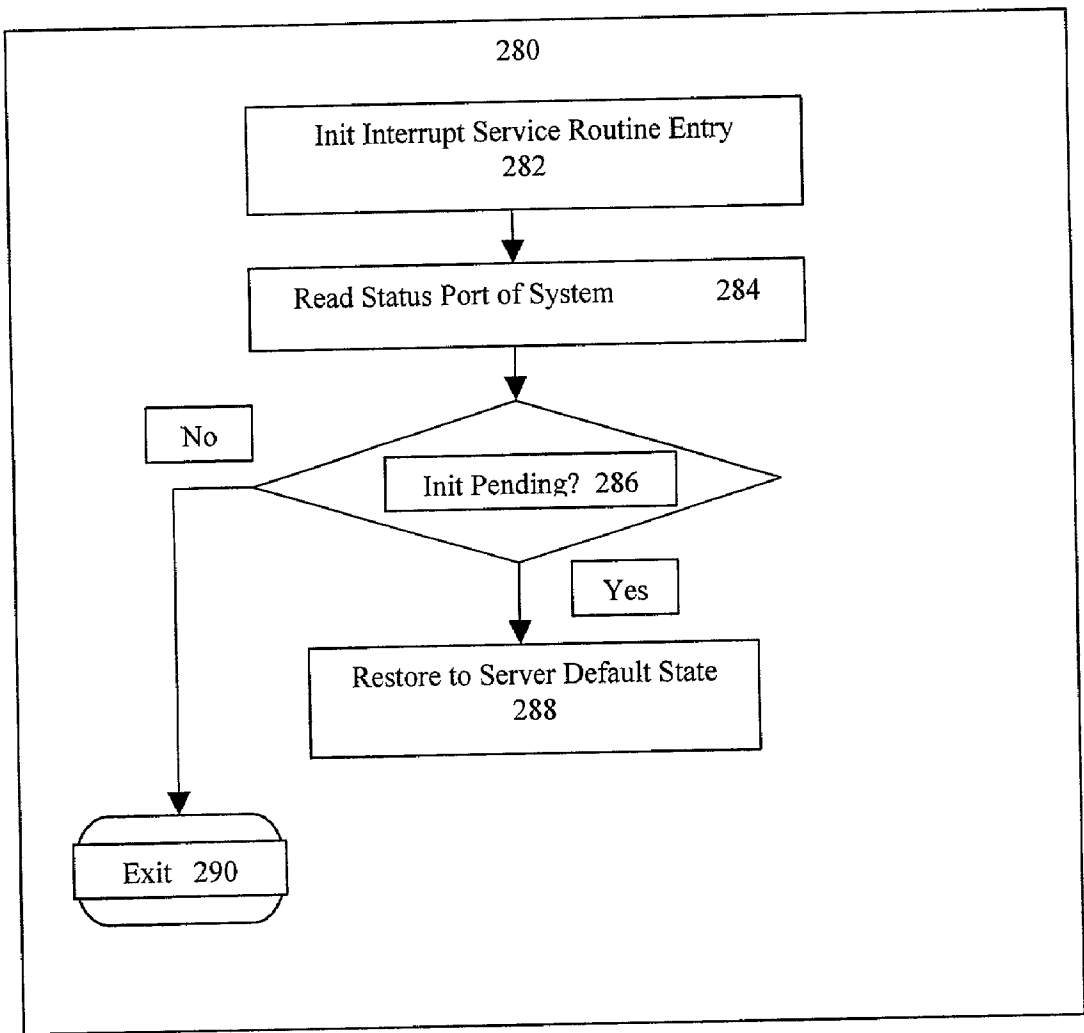 280
Init Interrupt Service Routine Entry
282
Read Status Port of System 284
No
Init Pending? 286
Yes
Restore to Server Default State
288
Exit 290